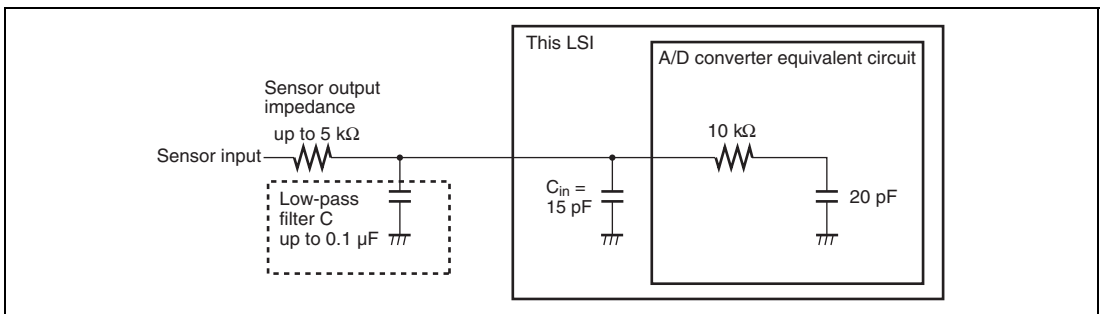 This LSI
A/D converter equivalent circuit
Sensor output
impedance
up to 5 kΩ
10 kΩ
Sensor input
Low-pass
filter C
up to 0.1 µF
Cin =
15 pF
20 pF